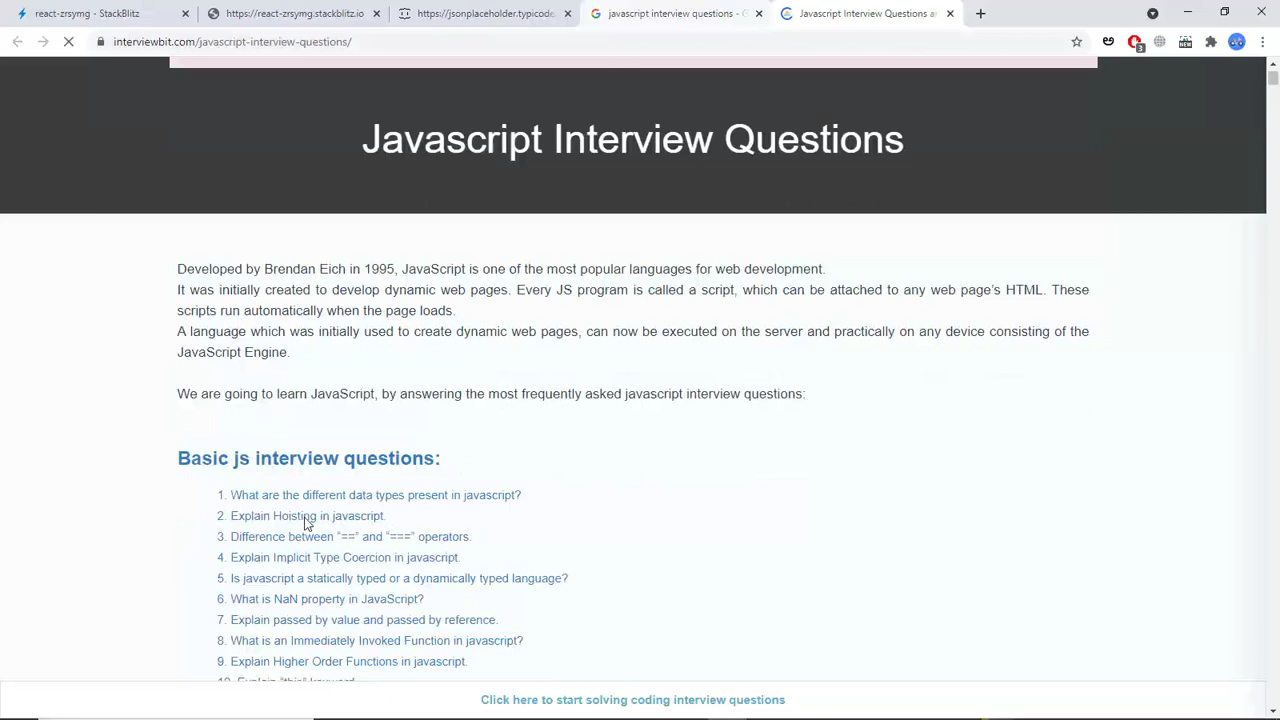 react-zrsymg - StackBlitz
https://react-zrsymg.stackblitz.io
https://jsonplaceholder.typicode.
javascript interview questions - G
Javascript Interview Questions a
interviewbit.com/javascript-interview-questions/
3
NEW
Javascript Interview Questions
Developed by Brendan Eich in 1995, JavaScript is one of the most popular languages for web development.
It was initially created to develop dynamic web pages. Every JS program is called a script, which can be attached to any web page’s HTML. These
scripts run automatically when the page loads.
A language which was initially used to create dynamic web pages, can now be executed on the server and practically on any device consisting of the
JavaScript Engine.
We are going to learn JavaScript, by answering the most frequently asked javascript interview questions:
Basic js interview questions:
1. What are the different data types present in javascript?
2. Explain Hoisting in javascript.
3. Difference between “==” and “===” operators.
4. Explain Implicit Type Coercion in javascript.
5. Is javascript a statically typed or a dynamically typed language?
6. What is NaN property in JavaScript?
7. Explain passed by value and passed by reference.
8. What is an Immediately Invoked Function in javascript?
9. Explain Higher Order Functions in javascript.
10. Explain “this” keyword.
Click here to start solving coding interview questions